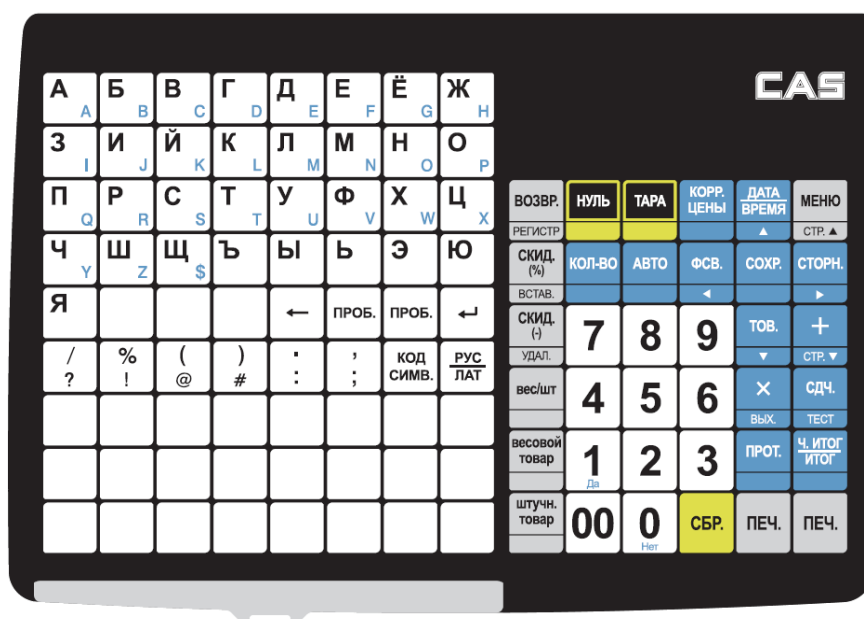 CAS
А A Б B В C Г D Д E Е F Ё G Ж H
З I И J Й K К L Л M М N Н O О P
П Q Р R С S Т T У U Ф V Х W Ц X
Ч Y Ш Z Щ $ Ъ Ы Ь Э Ю
Я ← ПРОБ. ПРОБ. ↵
/ ? % ! ( @ ) # . : , ; КОД СИМВ. РУС ЛАТ
ВОЗВР. РЕГИСТР НУЛЬ ТАРА КОРР. ЦЕНЫ ДАТА ВРЕМЯ ▲ МЕНЮ СТР. ▲
СКИД. (%) ВСТАВ. КОЛ-ВО АВТО ФСВ. ◀ СОХР. СТОРН. ▶
СКИД. (-) УДАЛ. 7 8 9 ТОВ. ▼ + СТР. ▼
вес/шт 4 5 6 × ВЫХ. СДЧ. ТЕСТ
весовой товар 1 Да 2 3 ПРОТ. Ч. ИТОГ ИТОГ
штучн. товар 00 0 Нет СБР. ПЕЧ. ПЕЧ.